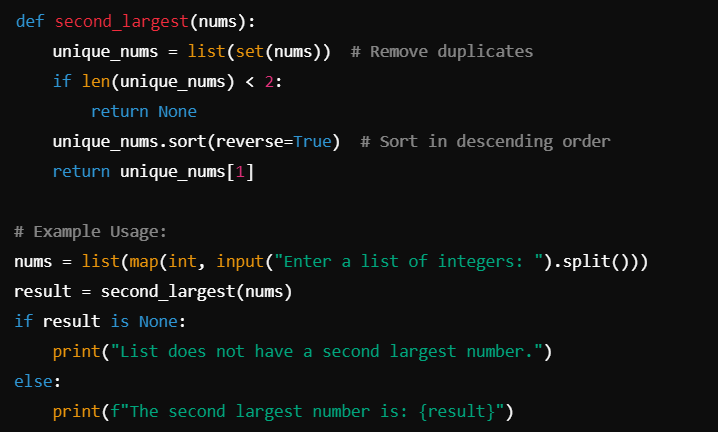 def second_largest(nums):
    unique_nums = list(set(nums))  # Remove duplicates
    if len(unique_nums) < 2:
        return None
    unique_nums.sort(reverse=True)  # Sort in descending order
    return unique_nums[1]

# Example Usage:
nums = list(map(int, input("Enter a list of integers: ").split()))
result = second_largest(nums)
if result is None:
    print("List does not have a second largest number.")
else:
    print(f"The second largest number is: {result}")